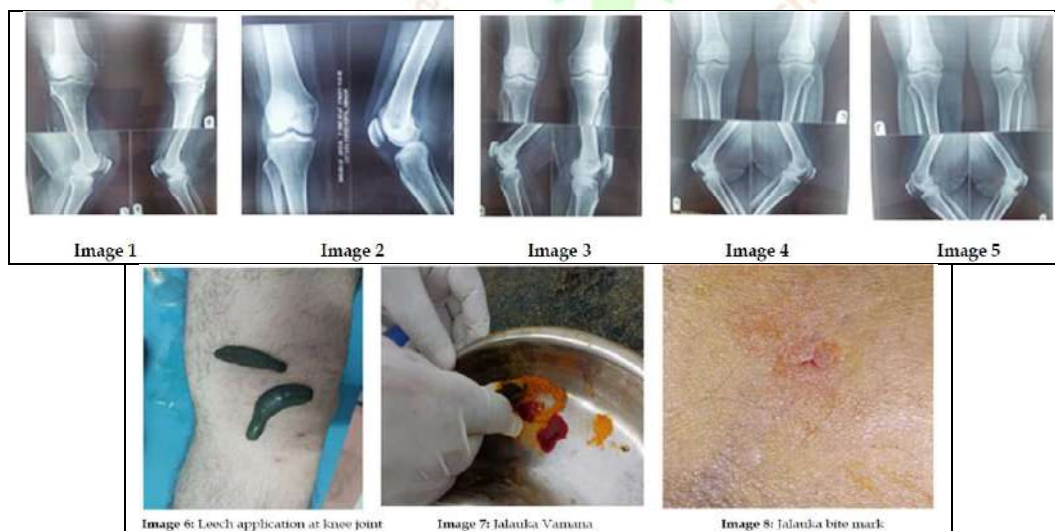 Image 1
Image 2
Image 3
Image 4
Image 5
Image 6: Leech application at knee joint
Image 7: Jalauka Vamana
Image 8: Jalauka bite mark